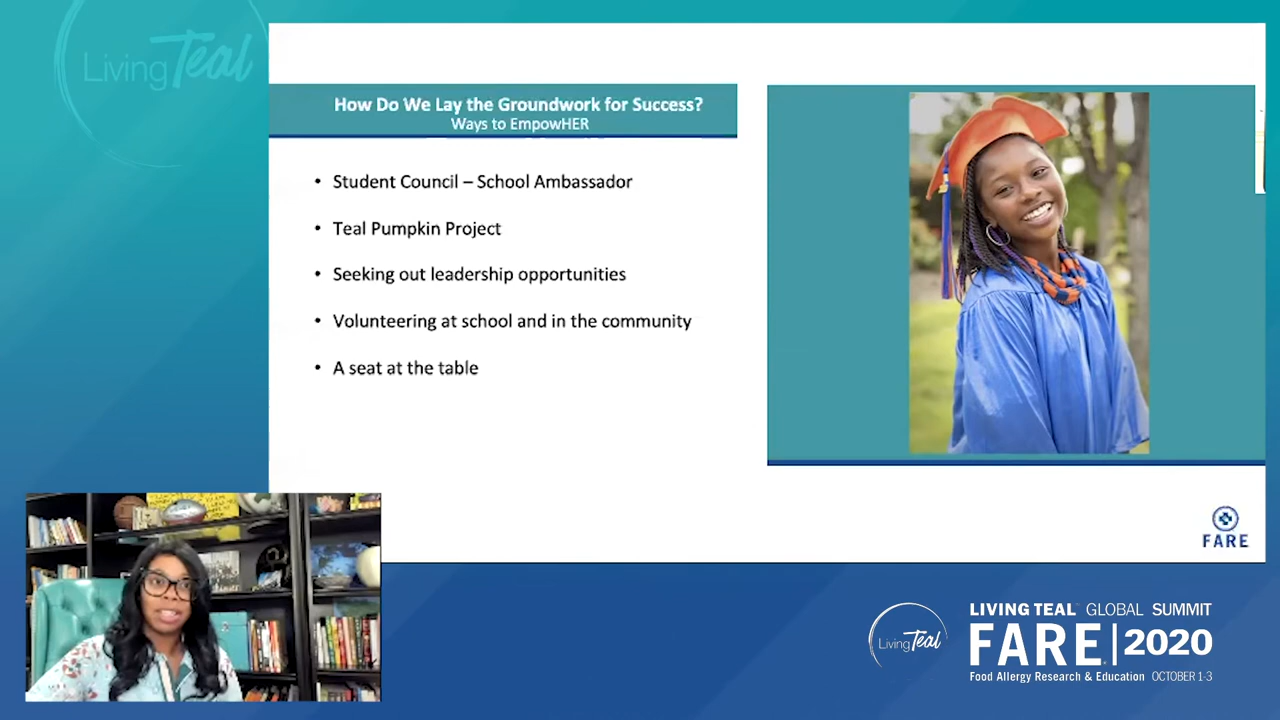 Living Teal
How Do We Lay the Groundwork for Success?
Ways to EmpowHER
• Student Council – School Ambassador
• Teal Pumpkin Project
• Seeking out leadership opportunities
• Volunteering at school and in the community
• A seat at the table
FARE
Living Teal
LIVING TEAL™ GLOBAL SUMMIT
FARE® | 2020
Food Allergy Research & Education OCTOBER 1-3